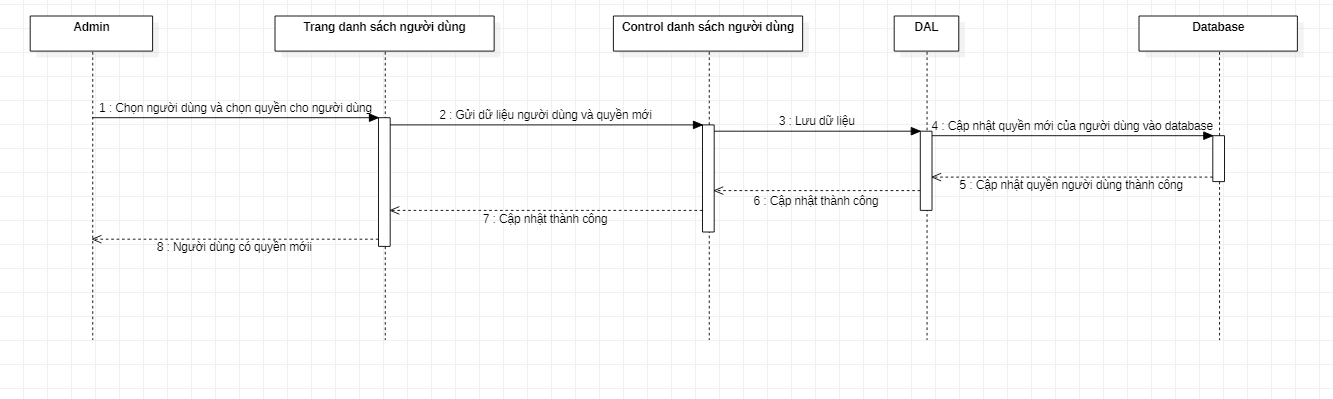 Admin
Trang danh sách người dùng
Control danh sách người dùng
DAL
Database
1 : Chọn người dùng và chọn quyền cho người dùng
2 : Gửi dữ liệu người dùng và quyền mới
3 : Lưu dữ liệu
4 : Cập nhật quyền mới của người dùng vào database
5 : Cập nhật quyền người dùng thành công
6 : Cập nhật thành công
7 : Cập nhật thành công
8 : Người dùng có quyền mớii